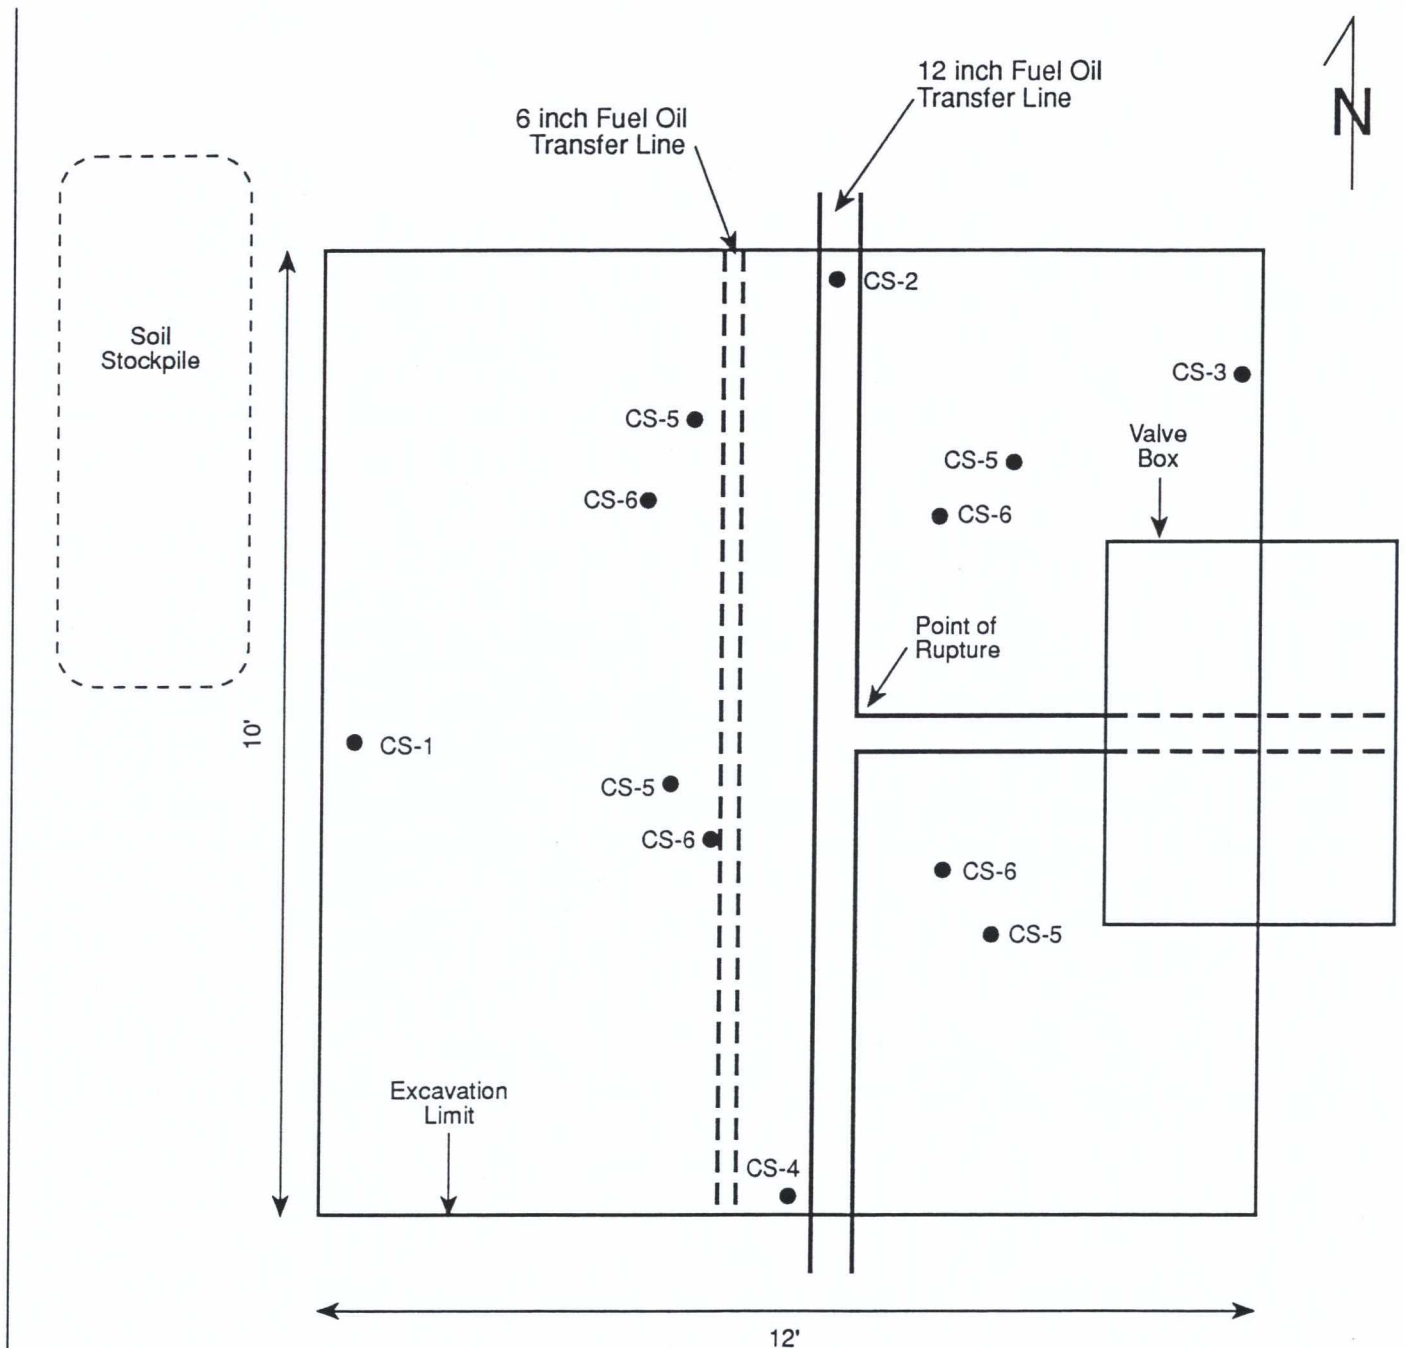 12 inch Fuel Oil
Transfer Line
N
6 inch Fuel Oil
Transfer Line
CS-2
Soil
Stockpile
CS-3
CS-5
Valve
Box
CS-5
CS-6
CS-6
Point of
Rupture
10'
CS-1
CS-5
CS-6
CS-6
CS-5
Excavation
Limit
CS-4
12'